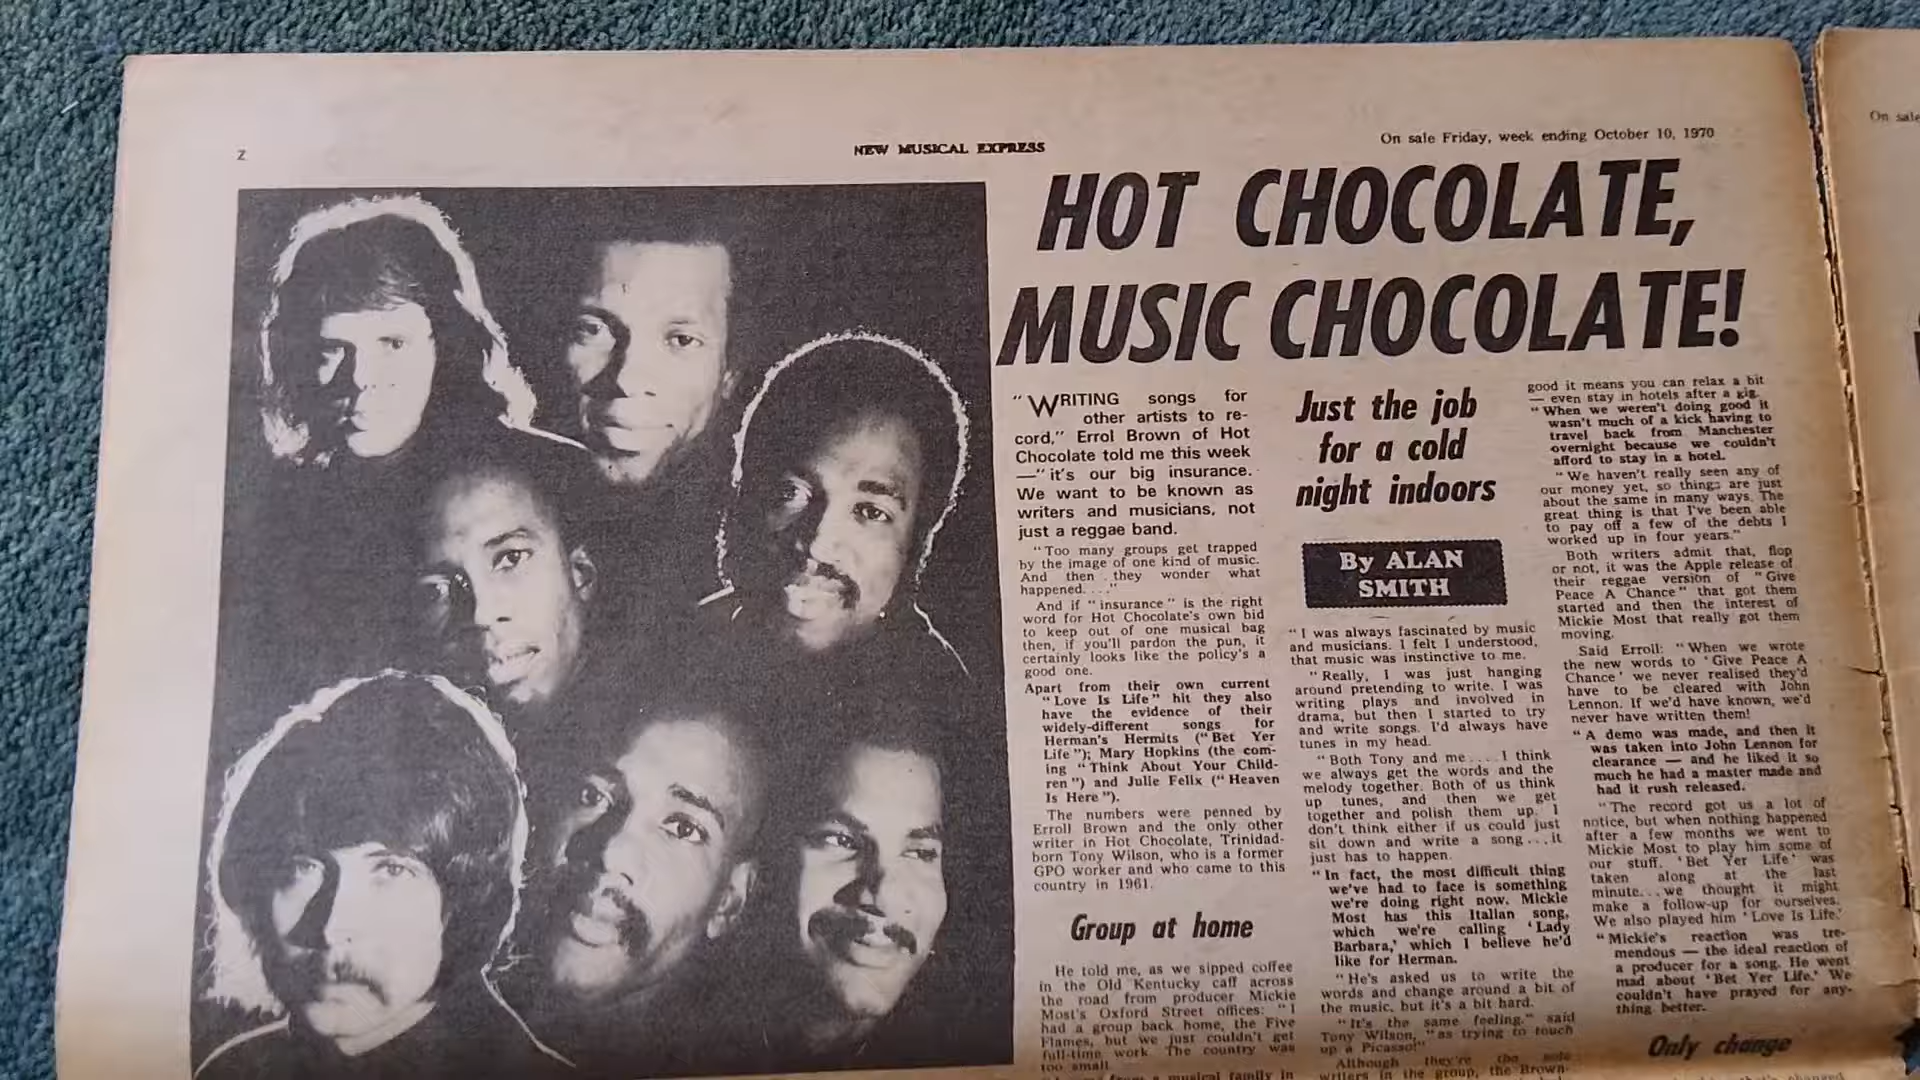 Z
NEW MUSICAL EXPRESS
On sale Friday, week ending October 10, 1970
On sale
HOT CHOCOLATE,
MUSIC CHOCOLATE!
"WRITING songs for
other artists to re-
cord," Errol Brown of Hot
Chocolate told me this week
—"it's our big insurance.
We want to be known as
writers and musicians, not
just a reggae band.
"Too many groups get trapped
by the image of one kind of music.
And then they wonder what
happened. . . ."
And if "insurance" is the right
word for Hot Chocolate's own bid
to keep out of one musical bag
then, if you'll pardon the pun, it
certainly looks like the policy's a
good one.
Apart from their own current
"Love Is Life" hit they also
have the evidence of their
widely-different songs for
Herman's Hermits ("Bet Yer
Life"); Mary Hopkins (the com-
ing "Think About Your Child-
ren") and Julie Felix ("Heaven
Is Here").
The numbers were penned by
Erroll Brown and the only other
writer in Hot Chocolate, Trinidad-
born Tony Wilson, who is a former
GPO worker and who came to this
country in 1961.
Group at home
He told me, as we sipped coffee
in the Old Kentucky caff across
the road from producer Mickie
Most's Oxford Street offices: "I
had a group back home, the Five
Flames, but we just couldn't get
full-time work. The country was
too small.
from a musical family in
Just the job
for a cold
night indoors
By ALAN
SMITH
"I was always fascinated by music
and musicians. I felt I understood,
that music was instinctive to me.
"Really, I was just hanging
around pretending to write. I was
writing plays and involved in
drama, but then I started to try
and write songs. I'd always have
tunes in my head.
"Both Tony and me. . . . I think
we always get the words and the
melody together. Both of us think
up tunes, and then we get
together and polish them up. I
don't think either if us could just
sit down and write a song . . . it
just has to happen.
"In fact, the most difficult thing
we've had to face is something
we're doing right now. Mickie
Most has this Italian song,
which we're calling 'Lady
Barbara,' which I believe he'd
like for Herman.
"He's asked us to write the
words and change around a bit of
the music, but it's a bit hard.
"It's the same feeling," said
Tony Wilson, "as trying to touch
up a Picasso!"
Although they're the sole
writers in the group, the Brown-
good it means you can relax a bit
— even stay in hotels after a gig.
"When we weren't doing good it
wasn't much of a kick having to
travel back from Manchester
overnight because we couldn't
afford to stay in a hotel.
"We haven't really seen any of
our money yet, so things are just
about the same in many ways. The
great thing is that I've been able
to pay off a few of the debts I
worked up in four years."
Both writers admit that, flop
or not, it was the Apple release of
their reggae version of "Give
Peace A Chance" that got them
started and then the interest of
Mickie Most that really got them
moving.
Said Erroll: "When we wrote
the new words to 'Give Peace A
Chance' we never realised they'd
have to be cleared with John
Lennon. If we'd have known, we'd
never have written them!
"A demo was made, and then it
was taken into John Lennon for
clearance — and he liked it so
much he had a master made and
had it rush released.
"The record got us a lot of
notice, but when nothing happened
after a few months we went to
Mickie Most to play him some of
our stuff. 'Bet Yer Life' was
taken along at the last
minute. . . we thought it might
make a follow-up for ourselves.
We also played him 'Love Is Life.'
"Mickie's reaction was tre-
mendous — the ideal reaction of
a producer for a song. He went
mad about 'Bet Yer Life.' We
couldn't have prayed for any-
thing better.
Only change